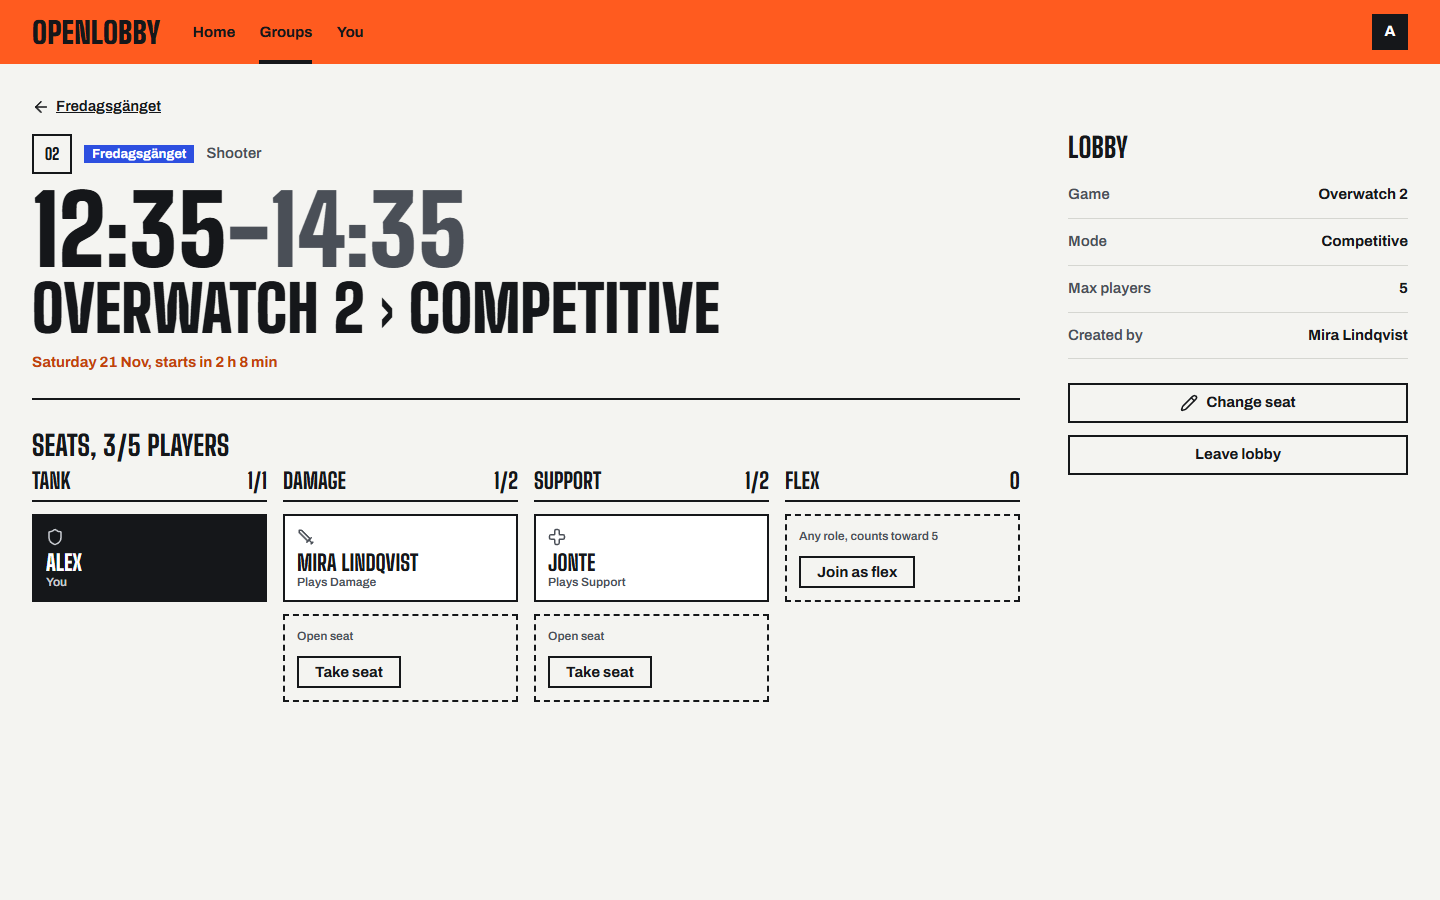 OPENLOBBY Home Groups You A
Fredagsgänget
02 Fredagsgänget Shooter
12:35–14:35
OVERWATCH 2 › COMPETITIVE
Saturday 21 Nov, starts in 2 h 8 min
SEATS, 3/5 PLAYERS
TANK 1/1
ALEX
You
DAMAGE 1/2
MIRA LINDQVIST
Plays Damage
Open seat
Take seat
SUPPORT 1/2
JONTE
Plays Support
Open seat
Take seat
FLEX 0
Any role, counts toward 5
Join as flex
LOBBY
Game Overwatch 2
Mode Competitive
Max players 5
Created by Mira Lindqvist
Change seat
Leave lobby